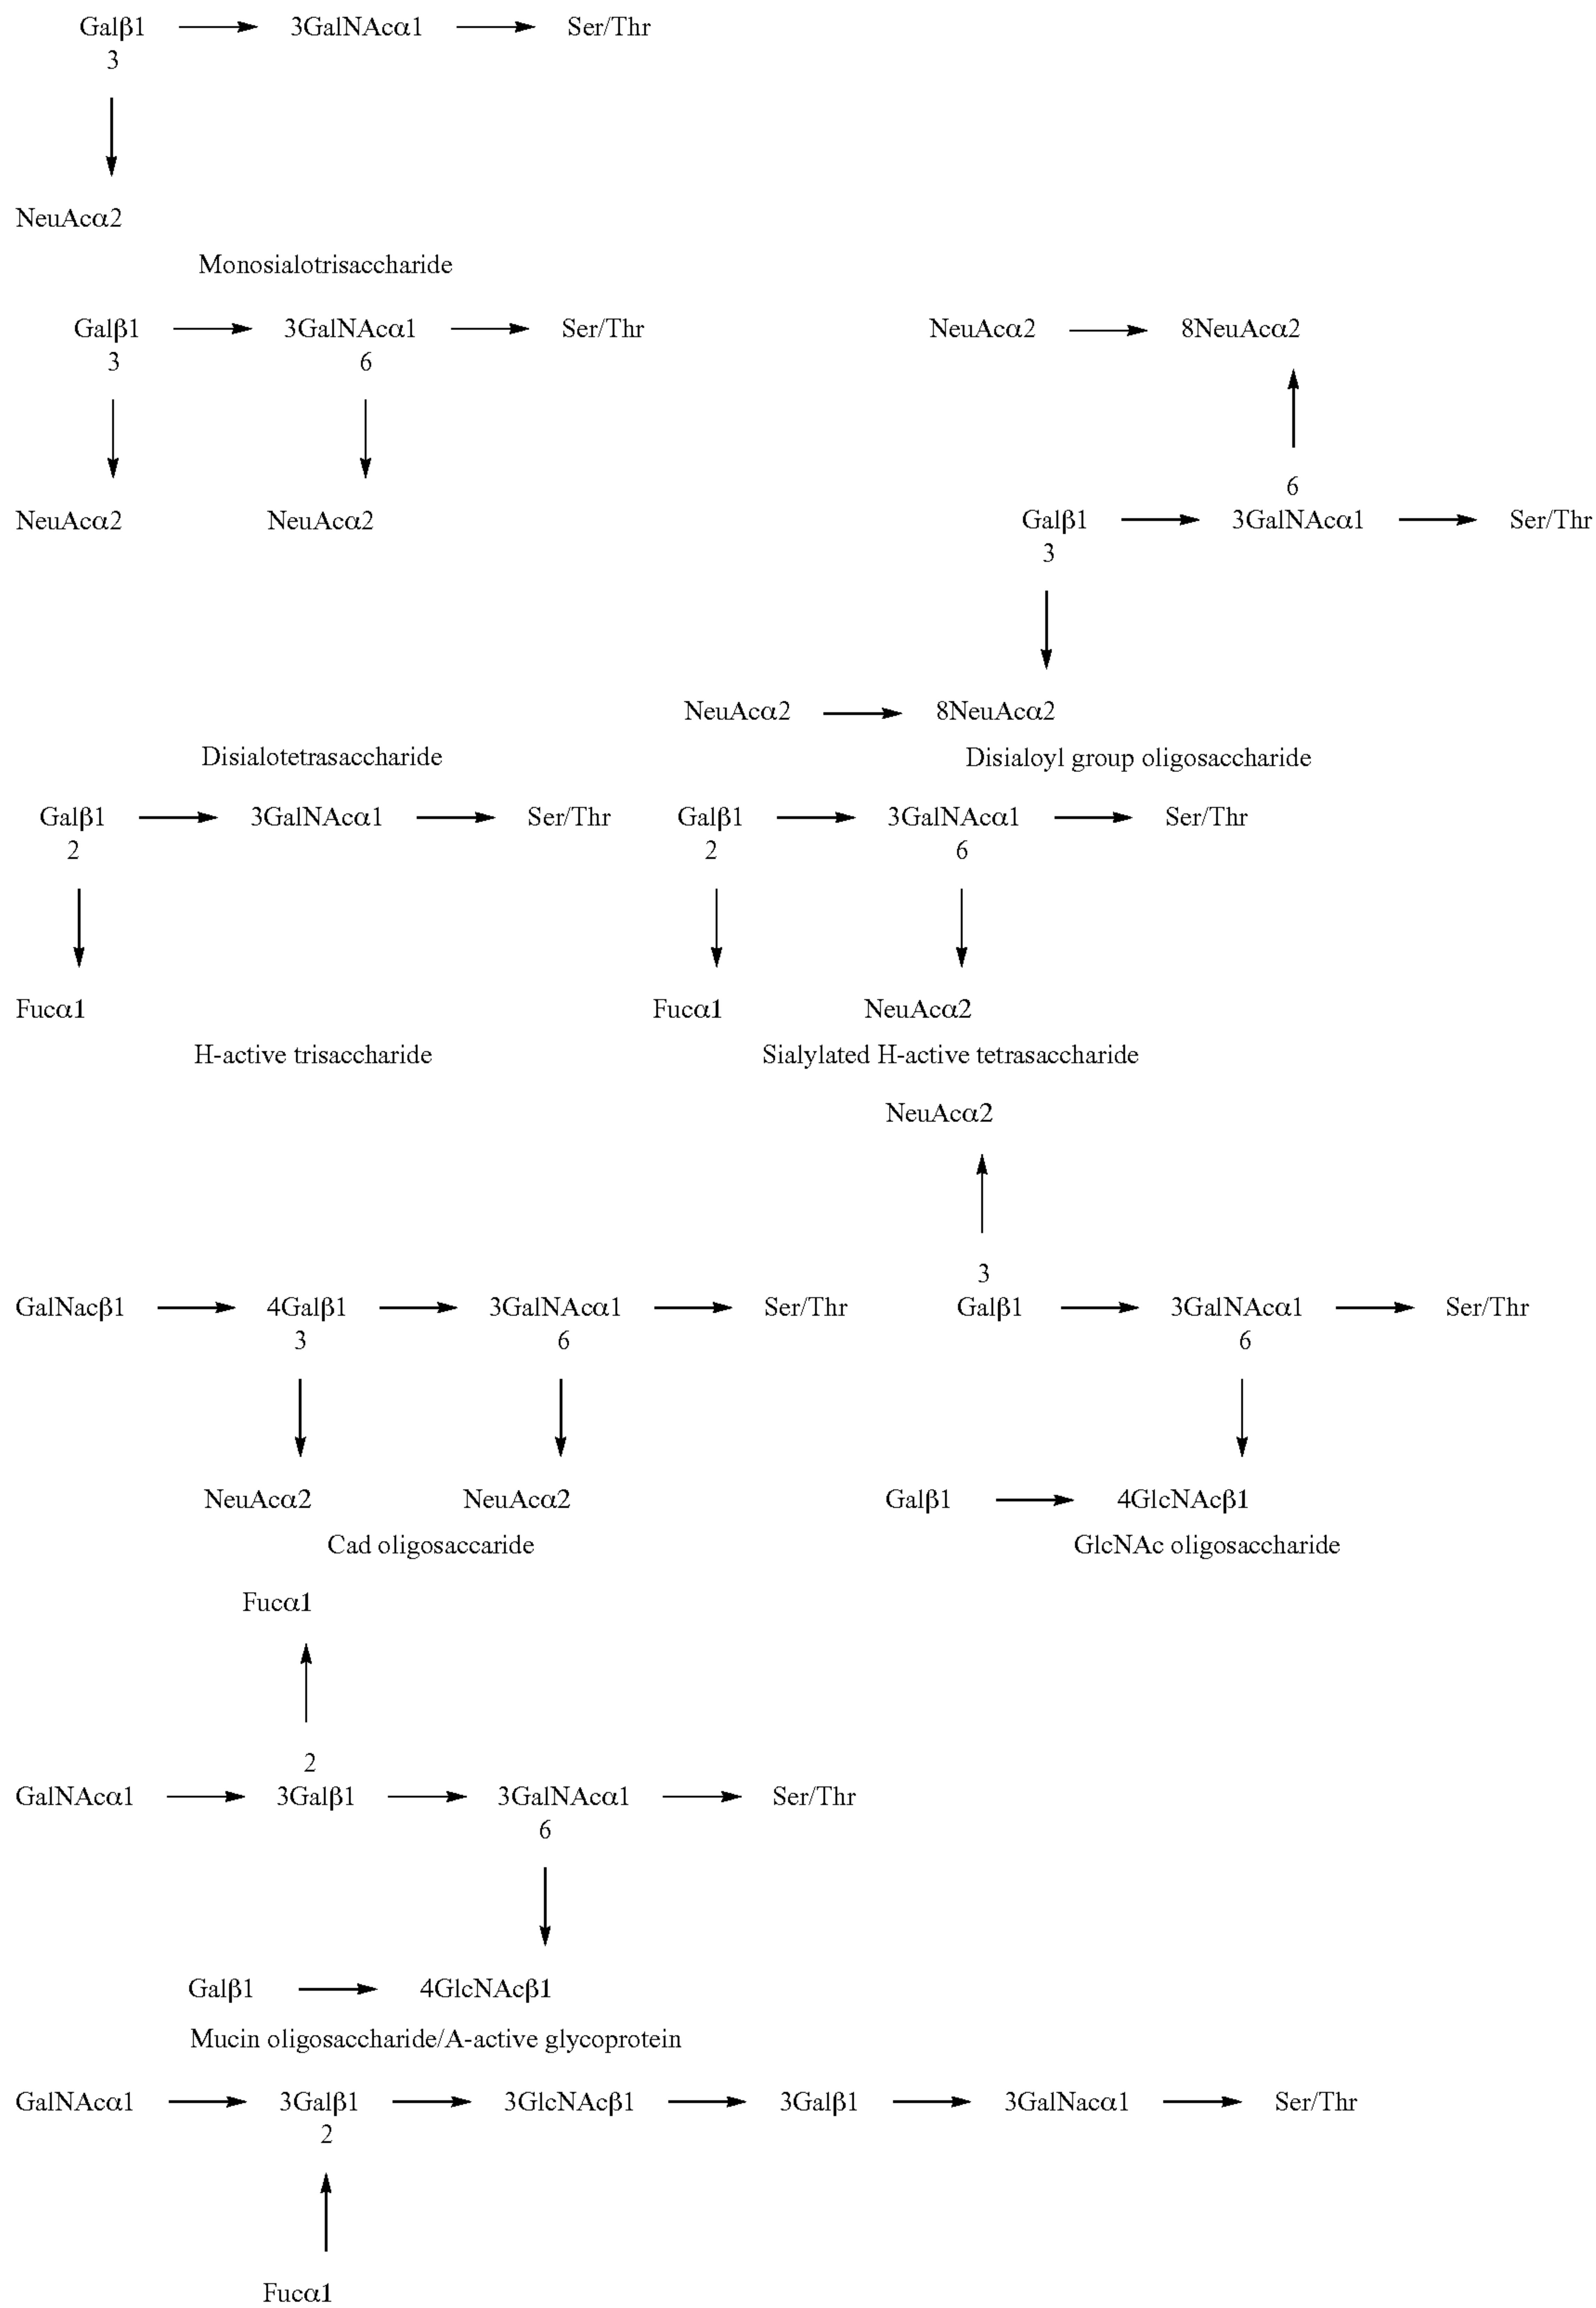 Galβ1 3GalNAcα1 Ser/Thr
3
NeuAcα2
Monosialotrisaccharide
Galβ1 3GalNAcα1 Ser/Thr
3 6
NeuAcα2 NeuAcα2
Disialotetrasaccharide
NeuAcα2 8NeuAcα2
6
Galβ1 3GalNAcα1 Ser/Thr
3
NeuAcα2 8NeuAcα2
Disialoyl group oligosaccharide
Galβ1 3GalNAcα1 Ser/Thr
2
Fucα1
H-active trisaccharide
Galβ1 3GalNAcα1 Ser/Thr
2 6
Fucα1 NeuAcα2
Sialylated H-active tetrasaccharide
GalNacβ1 4Galβ1 3GalNAcα1 Ser/Thr
3 6
NeuAcα2 NeuAcα2
Cad oligosaccaride
NeuAcα2
3
Galβ1 3GalNAcα1 Ser/Thr
6
Galβ1 4GlcNAcβ1
GlcNAc oligosaccharide
Fucα1
2
GalNAcα1 3Galβ1 3GalNAcα1 Ser/Thr
6
Galβ1 4GlcNAcβ1
Mucin oligosaccharide/A-active glycoprotein
GalNAcα1 3Galβ1 3GlcNAcβ1 3Galβ1 3GalNacα1 Ser/Thr
2
Fucα1